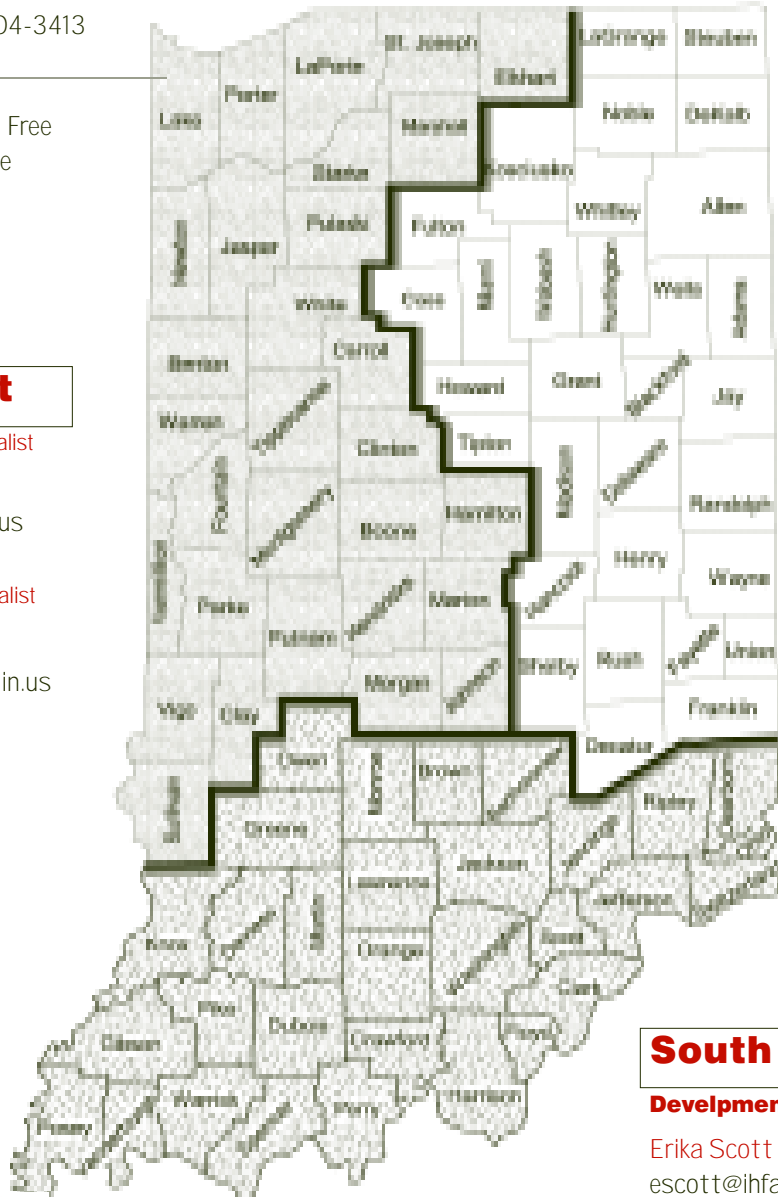 04-3413
Free
e
t
alist
us
alist
in.us
LaGrange Steuben
St. Joseph
LaPorte
Elkhart
Porter
Lake
Noble DeKalb
Marshall
Kosciusko
Starke
Whitley
Allen
Fulton
Pulaski
Newton
Jasper
Miami
Wabash
Huntington
Wells
Adams
White
Cass
Carroll
Benton
Howard
Grant
Blackford
Jay
Warren
Tippecanoe
Clinton
Tipton
Madison
Delaware
Randolph
Fountain
Montgomery
Boone
Hamilton
Henry
Wayne
Vermillion
Parke
Putnam
Hendricks
Marion
Hancock
Shelby
Rush
Fayette
Union
Morgan
Johnson
Vigo
Clay
Franklin
Decatur
Owen
Monroe
Brown
Sullivan
Greene
Ripley
Jackson
Lawrence
Jefferson
Knox
Martin
Orange
Scott
Clark
Pike
Dubois
Gibson
Crawford
Floyd
Harrison
Warrick
Perry
Posey
South
Develpmen
Erika Scott
escott@ihfa